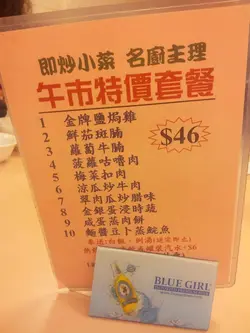 即炒小菜 名廚主理
午市特價套餐
1 金牌鹽焗雞
2 鮮茄斑腩
3 蘿蔔牛腩
4 菠蘿咕嚕肉
5 梅菜扣肉
6 涼瓜炒牛肉
7 翠肉瓜炒腊味
8 金銀蛋浸時蔬
9 咸蛋蒸肉餅
10 麵醬豆卜蒸鯇魚
$46
BLUE GIRL